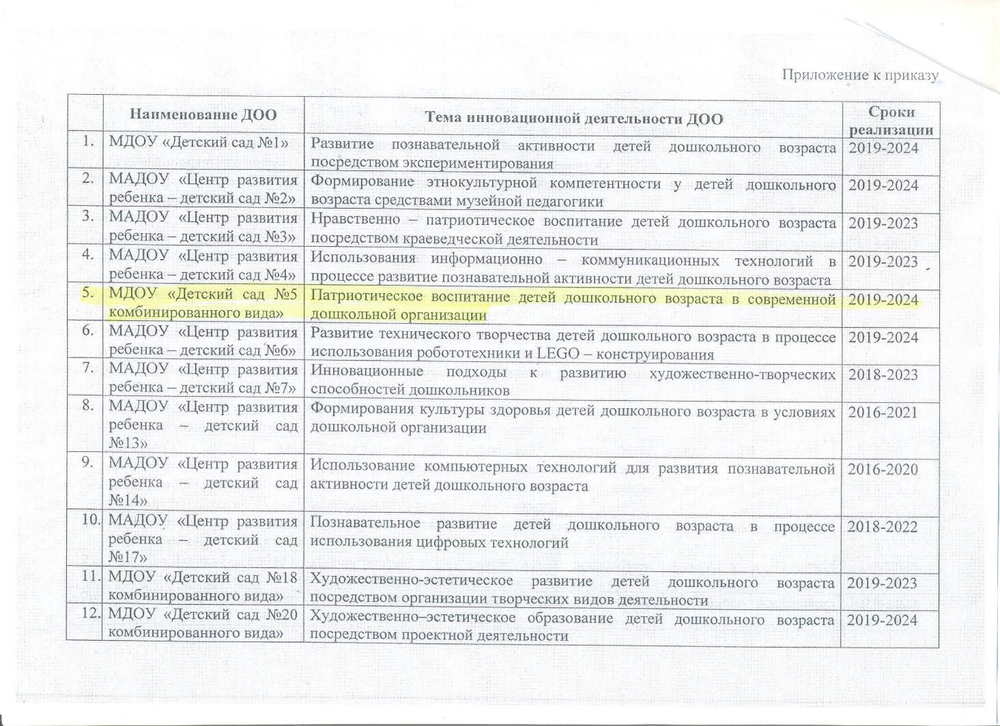 Приложение к приказу
Наименование ДОО
Тема инновационной деятельности ДОО
Сроки
реализации
1.
МДОУ «Детский сад №1»
Развитие познавательной активности детей дошкольного возраста
посредством экспериментирования
2019-2024
2.
МАДОУ «Центр развития
ребенка – детский сад №2»
Формирование этнокультурной компетентности у детей дошкольного
возраста средствами музейной педагогики
2019-2024
3.
МАДОУ «Центр развития
ребенка – детский сад №3»
Нравственно – патриотическое воспитание детей дошкольного возраста
посредством краеведческой деятельности
2019-2023
4.
МАДОУ «Центр развития
ребенка – детский сад №4»
Использования информационно – коммуникационных технологий в
процессе развитие познавательной активности детей дошкольного возраста
2019-2023
5.
МДОУ «Детский сад №5
комбинированного вида»
Патриотическое воспитание детей дошкольного возраста в современной
дошкольной организации
2019-2024
6.
МАДОУ «Центр развития
ребенка – детский сад №6»
Развитие технического творчества детей дошкольного возраста в процессе
использования робототехники и LEGO – конструирования
2019-2024
7.
МАДОУ «Центр развития
ребенка – детский сад №7»
Инновационные подходы к развитию художественно-творческих
способностей дошкольников
2018-2023
8.
МАДОУ «Центр развития
ребенка – детский сад
№13»
Формирования культуры здоровья детей дошкольного возраста в условиях
дошкольной организации
2016-2021
9.
МАДОУ «Центр развития
ребенка – детский сад
№14»
Использование компьютерных технологий для развития познавательной
активности детей дошкольного возраста
2016-2020
10.
МАДОУ «Центр развития
ребенка – детский сад
№17»
Познавательное развитие детей дошкольного возраста в процессе
использования цифровых технологий
2018-2022
11.
МДОУ «Детский сад №18
комбинированного вида»
Художественно-эстетическое развитие детей дошкольного возраста
посредством организации творческих видов деятельности
2019-2023
12.
МДОУ «Детский сад №20
комбинированного вида»
Художественно–эстетическое образование детей дошкольного возраста
посредством проектной деятельности
2019-2024